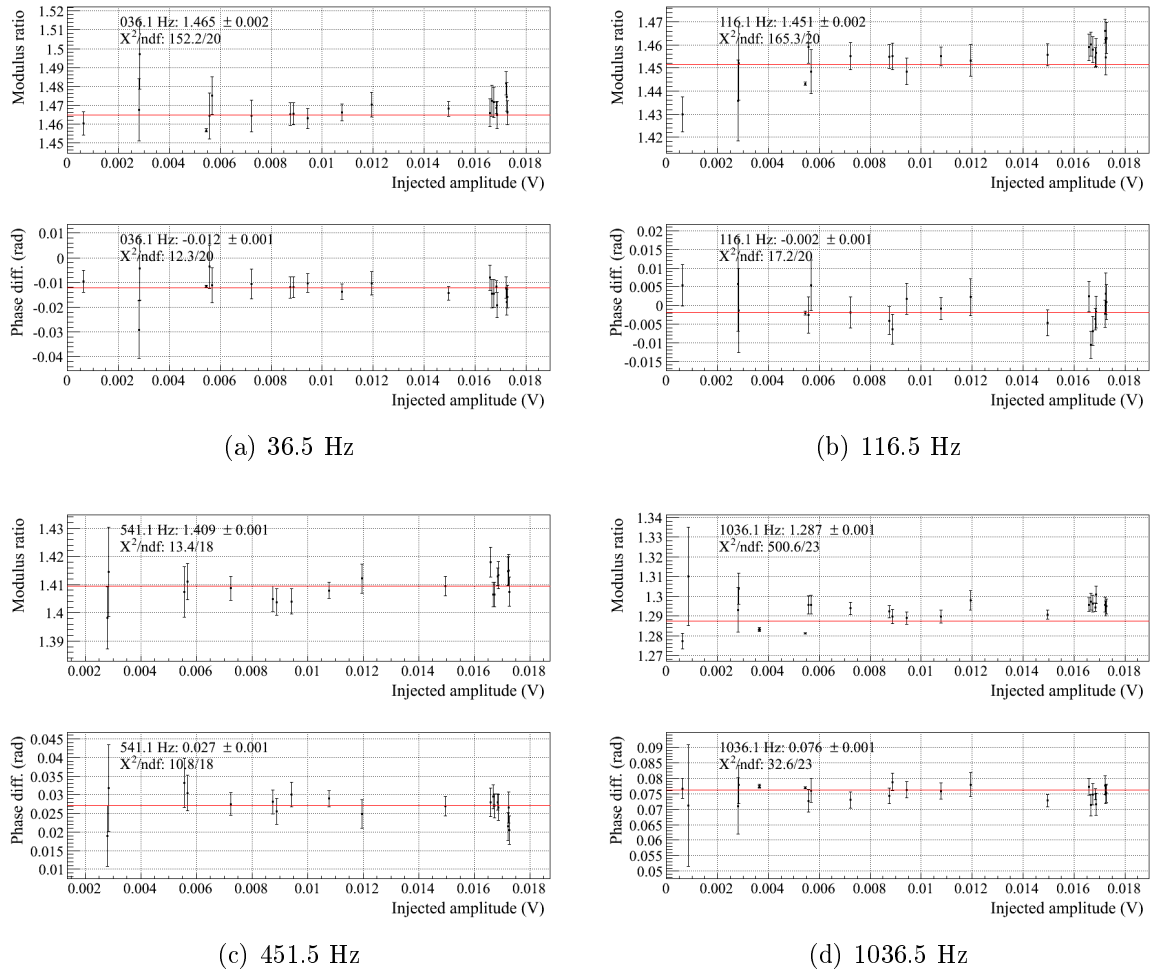 Modulus ratio
1.52
1.51
1.5
1.49
1.48
1.47
1.46
1.45
036.1 Hz: 1.465 ± 0.002
X²/ndf: 152.2/20
0 0.002 0.004 0.006 0.008 0.01 0.012 0.014 0.016 0.018
Injected amplitude (V)
Phase diff. (rad)
0.01
0
-0.01
-0.02
-0.03
-0.04
036.1 Hz: -0.012 ± 0.001
X²/ndf: 12.3/20
0 0.002 0.004 0.006 0.008 0.01 0.012 0.014 0.016 0.018
Injected amplitude (V)
(a) 36.5 Hz
Modulus ratio
1.47
1.46
1.45
1.44
1.43
1.42
116.1 Hz: 1.451 ± 0.002
X²/ndf: 165.3/20
0 0.002 0.004 0.006 0.008 0.01 0.012 0.014 0.016 0.018
Injected amplitude (V)
Phase diff. (rad)
0.02
0.015
0.01
0.005
0
-0.005
-0.01
-0.015
116.1 Hz: -0.002 ± 0.001
X²/ndf: 17.2/20
0 0.002 0.004 0.006 0.008 0.01 0.012 0.014 0.016 0.018
Injected amplitude (V)
(b) 116.5 Hz
Modulus ratio
1.43
1.42
1.41
1.4
1.39
541.1 Hz: 1.409 ± 0.001
X²/ndf: 13.4/18
0.002 0.004 0.006 0.008 0.01 0.012 0.014 0.016 0.018
Injected amplitude (V)
Phase diff. (rad)
0.045
0.04
0.035
0.03
0.025
0.02
0.015
0.01
541.1 Hz: 0.027 ± 0.001
X²/ndf: 10.8/18
0.002 0.004 0.006 0.008 0.01 0.012 0.014 0.016 0.018
Injected amplitude (V)
(c) 451.5 Hz
Modulus ratio
1.34
1.33
1.32
1.31
1.3
1.29
1.28
1.27
1036.1 Hz: 1.287 ± 0.001
X²/ndf: 500.6/23
0 0.002 0.004 0.006 0.008 0.01 0.012 0.014 0.016 0.018
Injected amplitude (V)
Phase diff. (rad)
0.09
0.085
0.08
0.075
0.07
0.065
0.06
0.055
0.05
1036.1 Hz: 0.076 ± 0.001
X²/ndf: 32.6/23
0 0.002 0.004 0.006 0.008 0.01 0.012 0.014 0.016 0.018
Injected amplitude (V)
(d) 1036.5 Hz